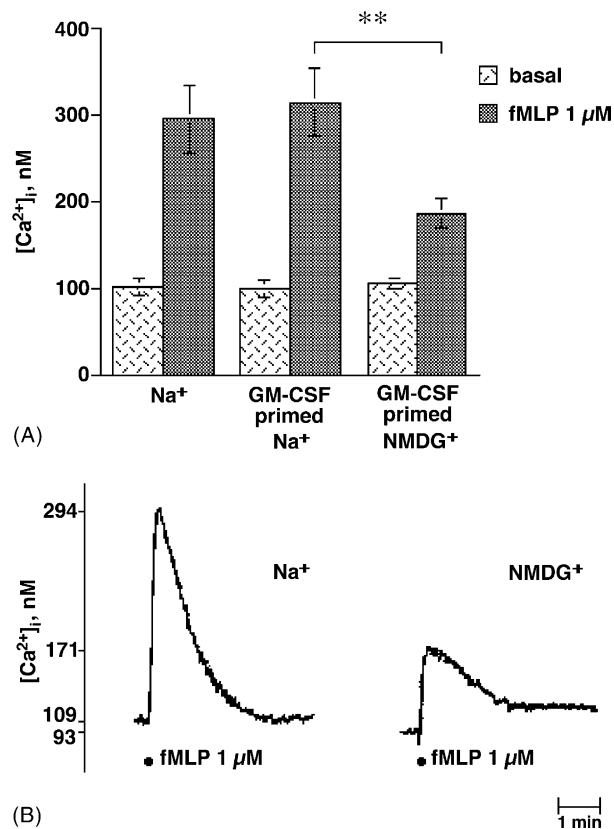 400
300
200
100
0
[Ca²⁺]ᵢ, nM
**
basal
fMLP 1 µM
Na⁺
GM-CSF
primed
Na⁺
GM-CSF
primed
NMDG⁺
(A)
294
171
109
93
[Ca²⁺]ᵢ, nM
Na⁺
NMDG⁺
• fMLP 1 µM
• fMLP 1 µM
1 min
(B)